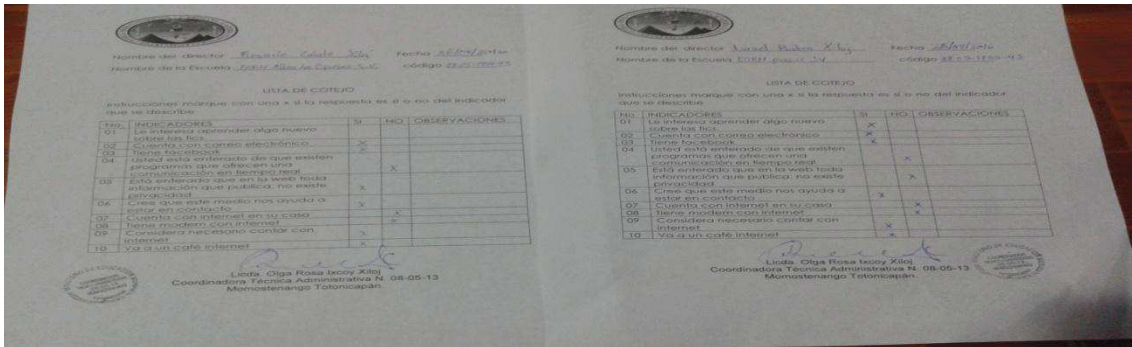 Nombre del director
Fecha
Nombre de la Escuela
código
LISTA DE COTEJO
Instrucciones marque con una x si la respuesta es si o no del indicador
que se describe
No. INDICADORES SI NO OBSERVACIONES
01 Le interesa aprender algo nuevo
sobre las tics x
02 Cuenta con correo electrónico x
03 Tiene facebook x
04 Usted está enterado de que existen
programas que ofrecen una
comunicación en tiempo real x
05 Está enterado que en la web toda
información que publica, no existe
privacidad x
06 Cree que este medio nos ayuda a
estar en contacto x
07 Cuenta con internet en su casa x
08 Tiene modem con internet x
09 Considera necesario contar con
internet x
10 Va a un café internet x
Licda. Olga Rosa Ixcoy Xiloj
Coordinadora Técnica Administrativa N. 08-05-13
Momostenango Totonicapán.
Nombre del director
Fecha
Nombre de la Escuela
código
LISTA DE COTEJO
Instrucciones marque con una x si la respuesta es si o no del indicador
que se describe
No INDICADORES SI NO OBSERVACIONES
01 Le interesa aprender algo nuevo
sobre las tics x
02 Cuenta con correo electrónico x
03 Tiene facebook x
04 Usted está enterado de que existen
programas que ofrecen una
comunicación en tiempo real x
05 Está enterado que en la web toda
información que publica, no existe
privacidad x
06 Cree que este medio nos ayuda a
estar en contacto x
07 Cuenta con internet en su casa x
08 Tiene modem con internet x
09 Considera necesario contar con
internet x
10 Va a un café internet x
Licda. Olga Rosa Ixcoy Xiloj
Coordinadora Técnica Administrativa N. 08-05-13
Momostenango Totonicapán.